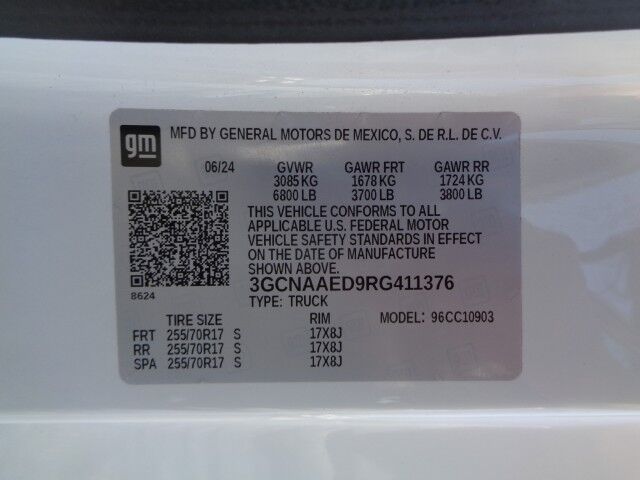 gm
MFD BY GENERAL MOTORS DE MEXICO, S. DE R.L. DE C.V.
06/24 GVWR GAWR FRT GAWR RR
3085 KG 1678 KG 1724 KG
6800 LB 3700 LB 3800 LB
THIS VEHICLE CONFORMS TO ALL
APPLICABLE U.S. FEDERAL MOTOR
VEHICLE SAFETY STANDARDS IN EFFECT
ON THE DATE OF MANUFACTURE
SHOWN ABOVE.
3GCNAAED9RG411376
8624
TYPE: TRUCK
TIRE SIZE RIM MODEL: 96CC10903
FRT 255/70R17 S 17X8J
RR 255/70R17 S 17X8J
SPA 255/70R17 S 17X8J